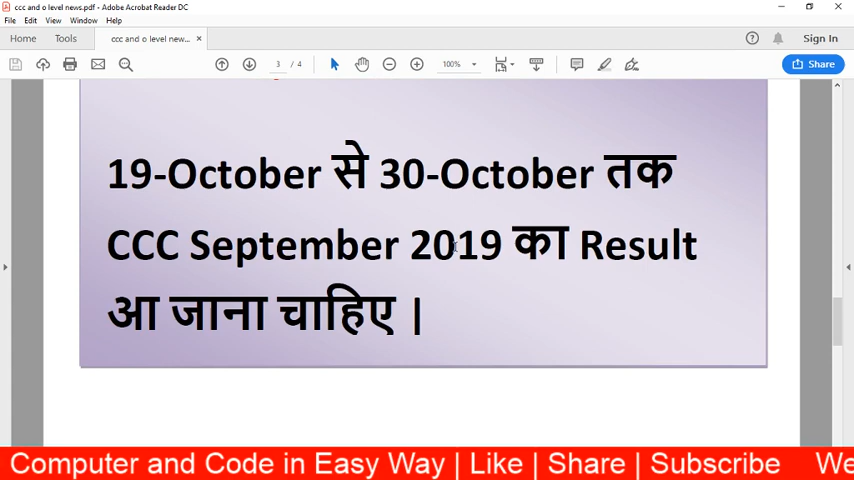 ccc and o level news.pdf - Adobe Acrobat Reader DC
File Edit View Window Help
Home Tools ccc and o level new... × Sign In
3 / 4 100% Share
19-October से 30-October तक
CCC September 2019 का Result
आ जाना चाहिए |
Computer and Code in Easy Way | Like | Share | Subscribe We